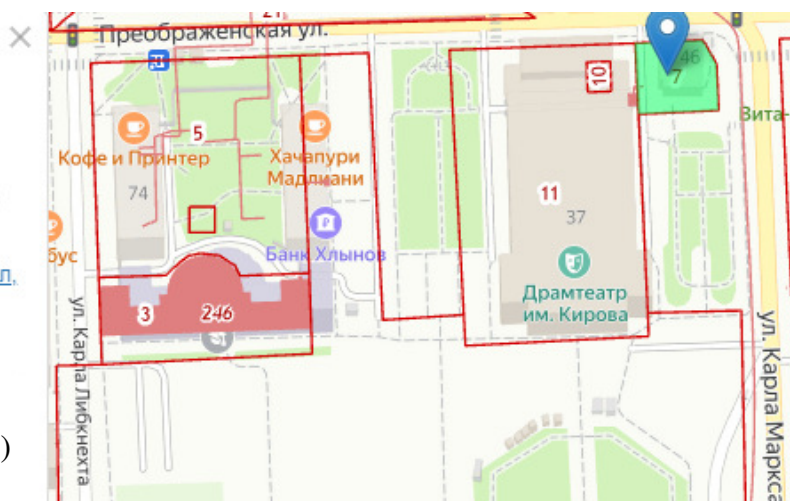 ×
21
Преображенская ул.
46
7
10
Вита-
5
Кофе и Принтер
Хачапури
Мадлиани
74
11
37
бус
Банк Хлынов
л,
Драмтеатр
им. Кирова
3
246
ул. Карла Либкнехта
ул. Карла Маркса
)